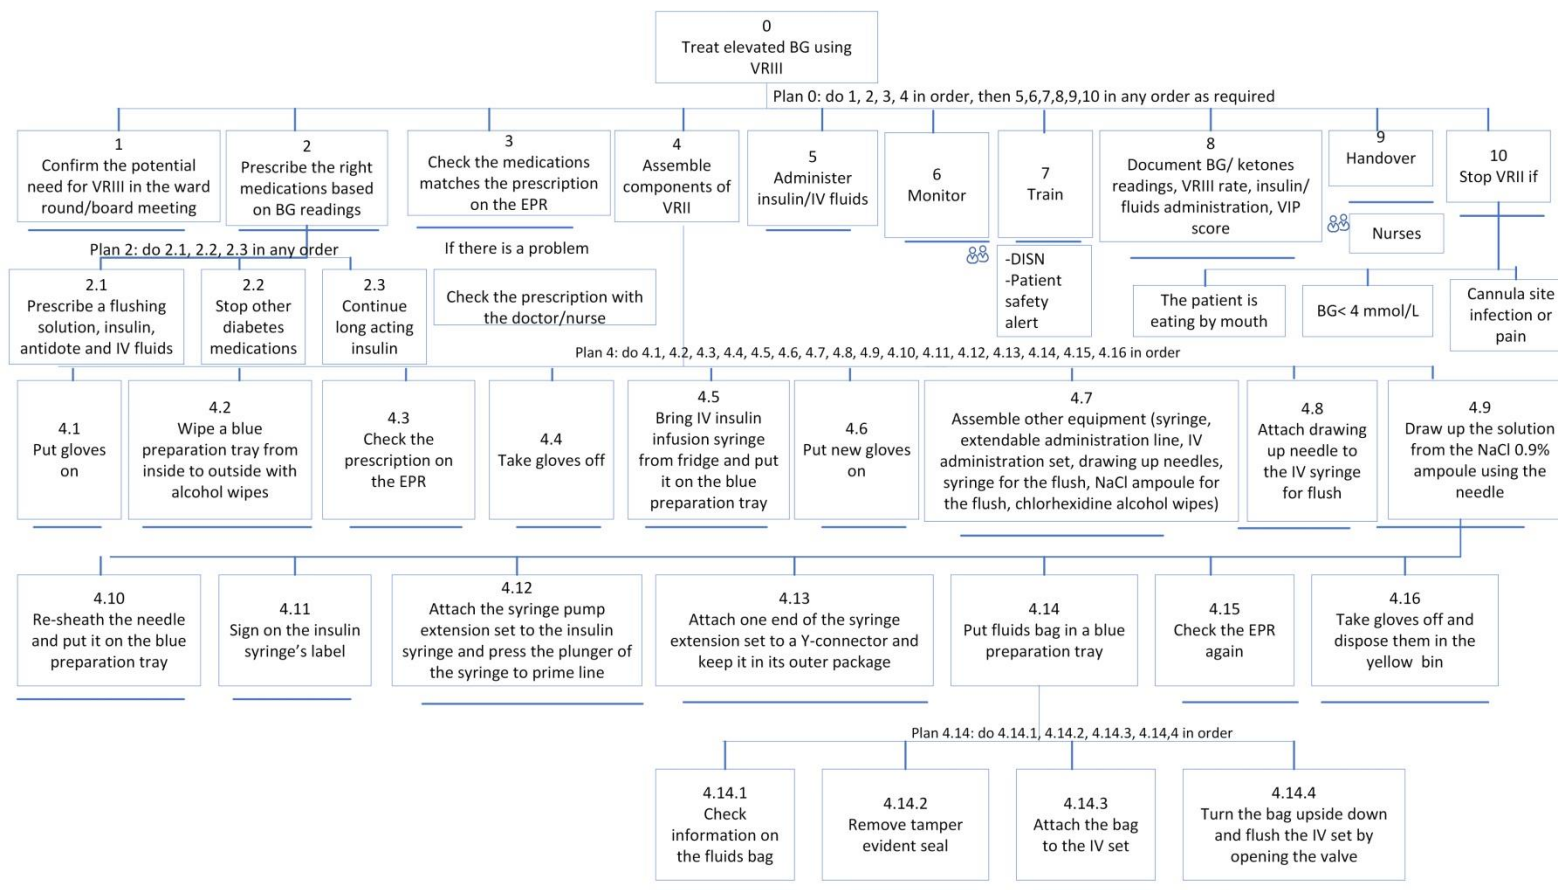 0
Treat elevated BG using
VRIII
Plan 0: do 1, 2, 3, 4 in order, then 5,6,7,8,9,10 in any order as required
1
Confirm the potential
need for VRIII in the ward
round/board meeting
2
Prescribe the right
medications based
on BG readings
3
Check the medications
matches the prescription
on the EPR
4
Assemble
components of
VRII
5
Administer
insulin/IV fluids
6
Monitor
7
Train
8
Document BG/ ketones
readings, VRIII rate, insulin/
fluids administration, VIP
score
9
Handover
10
Stop VRII if
Plan 2: do 2.1, 2.2, 2.3 in any order
If there is a problem
Check the prescription with
the doctor/nurse
-DISN
-Patient
safety
alert
Nurses
2.1
Prescribe a flushing
solution, insulin,
antidote and IV fluids
2.2
Stop other
diabetes
medications
2.3
Continue
long acting
insulin
The patient is
eating by mouth
BG< 4 mmol/L
Cannula site
infection or
pain
Plan 4: do 4.1, 4.2, 4.3, 4.4, 4.5, 4.6, 4.7, 4.8, 4.9, 4.10, 4.11, 4.12, 4.13, 4.14, 4.15, 4.16 in order
4.1
Put gloves
on
4.2
Wipe a blue
preparation tray from
inside to outside with
alcohol wipes
4.3
Check the
prescription on
the EPR
4.4
Take gloves off
4.5
Bring IV insulin
infusion syringe
from fridge and put
it on the blue
preparation tray
4.6
Put new gloves
on
4.7
Assemble other equipment (syringe,
extendable administration line, IV
administration set, drawing up needles,
syringe for the flush, NaCl ampoule for
the flush, chlorhexidine alcohol wipes)
4.8
Attach drawing
up needle to
the IV syringe
for flush
4.9
Draw up the solution
from the NaCl 0.9%
ampoule using the
needle
4.10
Re-sheath the needle
and put it on the blue
preparation tray
4.11
Sign on the insulin
syringe's label
4.12
Attach the syringe pump
extension set to the insulin
syringe and press the plunger of
the syringe to prime line
4.13
Attach one end of the syringe
extension set to a Y-connector and
keep it in its outer package
4.14
Put fluids bag in a blue
preparation tray
4.15
Check the EPR
again
4.16
Take gloves off and
dispose them in the
yellow bin
Plan 4.14: do 4.14.1, 4.14.2, 4.14.3, 4.14,4 in order
4.14.1
Check
information on
the fluids bag
4.14.2
Remove tamper
evident seal
4.14.3
Attach the bag
to the IV set
4.14.4
Turn the bag upside down
and flush the IV set by
opening the valve